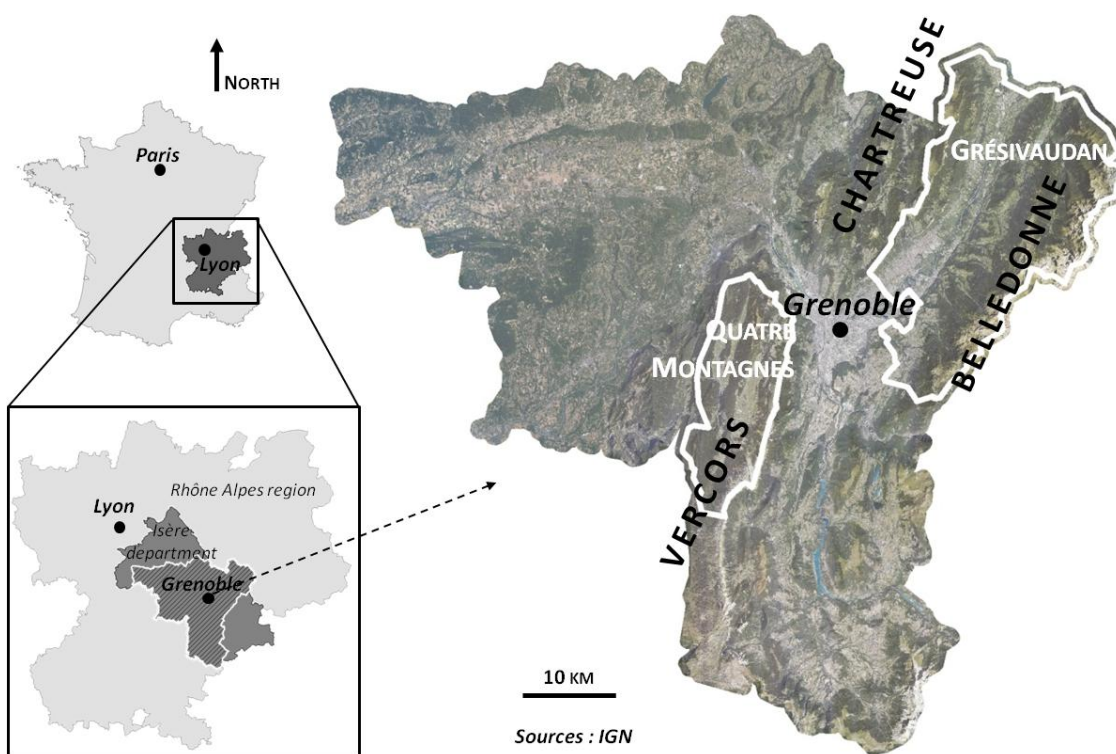 NORTH
Paris
Lyon
Rhône Alpes region
Lyon
Isère
department
Grenoble
CHARTREUSE
GRÉSIVAUDAN
BELLEDONNE
Grenoble
QUATRE
MONTAGNES
VERCORS
10 KM
Sources : IGN